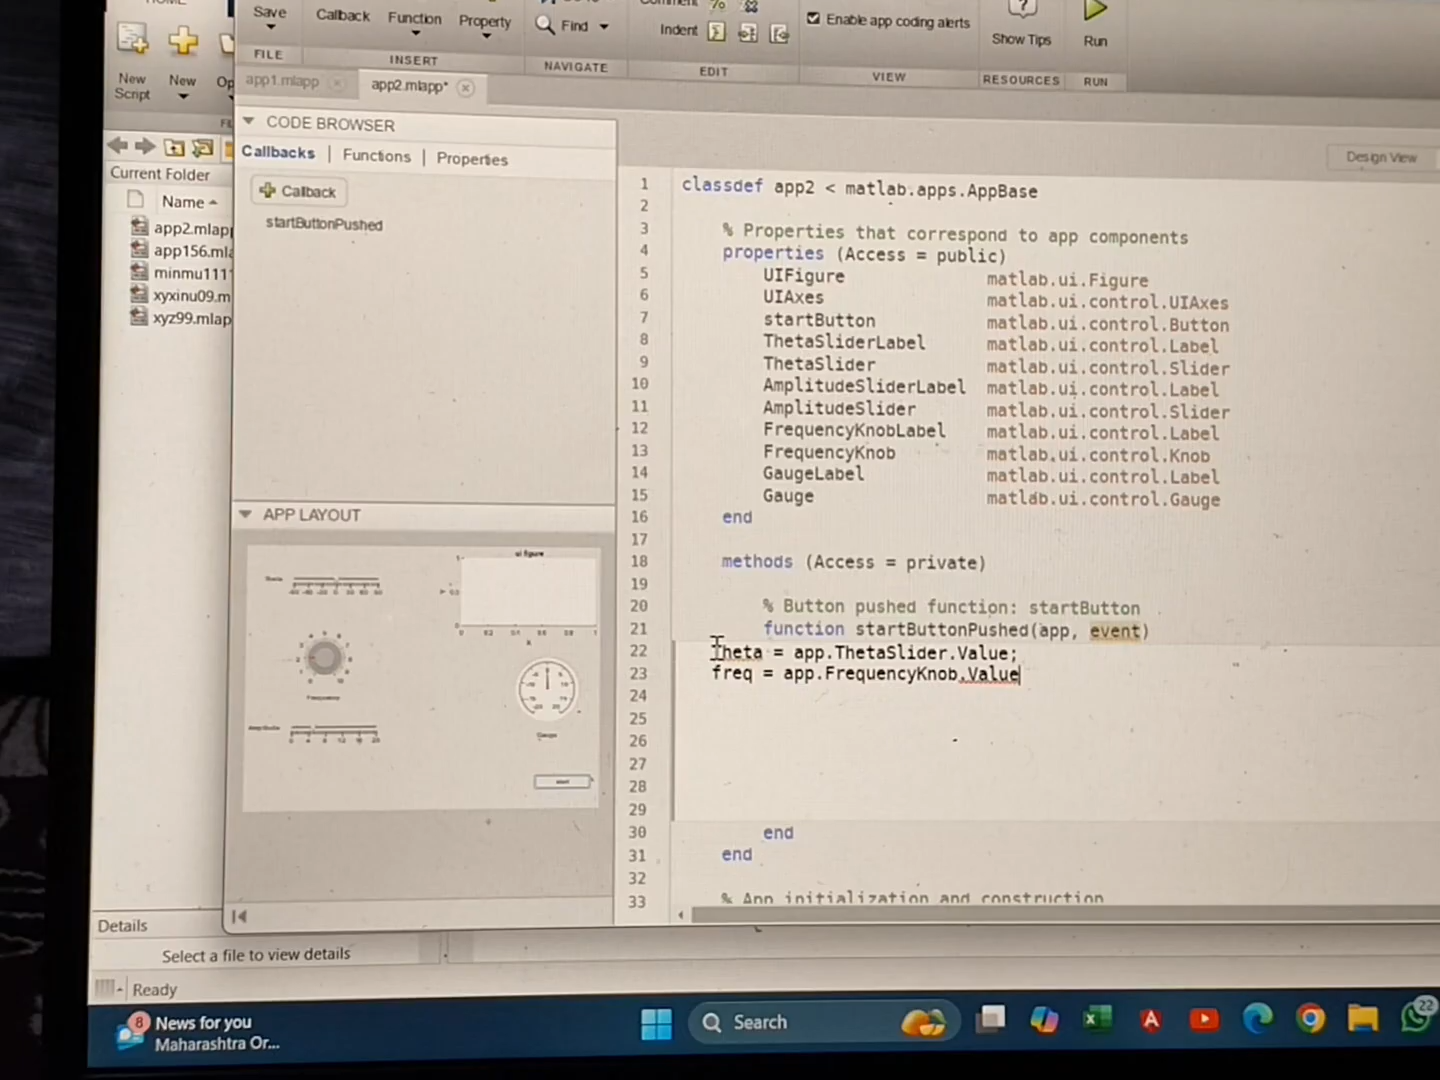 Save
Callback
Function
Property
Find
Indent
Enable app coding alerts
Show Tips
Run
FILE
INSERT
NAVIGATE
EDIT
VIEW
RESOURCES
RUN
New
Script
New
app1.mlapp
app2.mlapp*
CODE BROWSER
Callbacks | Functions | Properties
Callback
startButtonPushed
Current Folder
Name
app2.mlapp
app156.mla
minmu111
xyxinu09.m
xyz99.mlap
Design View
1 classdef app2 < matlab.apps.AppBase
2
3 % Properties that correspond to app components
4 properties (Access = public)
5 UIFigure matlab.ui.Figure
6 UIAxes matlab.ui.control.UIAxes
7 startButton matlab.ui.control.Button
8 ThetaSliderLabel matlab.ui.control.Label
9 ThetaSlider matlab.ui.control.Slider
10 AmplitudeSliderLabel matlab.ui.control.Label
11 AmplitudeSlider matlab.ui.control.Slider
12 FrequencyKnobLabel matlab.ui.control.Label
13 FrequencyKnob matlab.ui.control.Knob
14 GaugeLabel matlab.ui.control.Label
15 Gauge matlab.ui.control.Gauge
16 end
17
18 methods (Access = private)
19
20 % Button pushed function: startButton
21 function startButtonPushed(app, event)
22 Theta = app.ThetaSlider.Value;
23 freq = app.FrequencyKnob.Value
24
25
26
27
28
29
30 end
31 end
32
33 % App initialization and construction
APP LAYOUT
ui figure
Theta
Frequency
Amplitude
Gauge
start
Details
Select a file to view details
Ready
8
News for you
Maharashtra Or...
Search
22